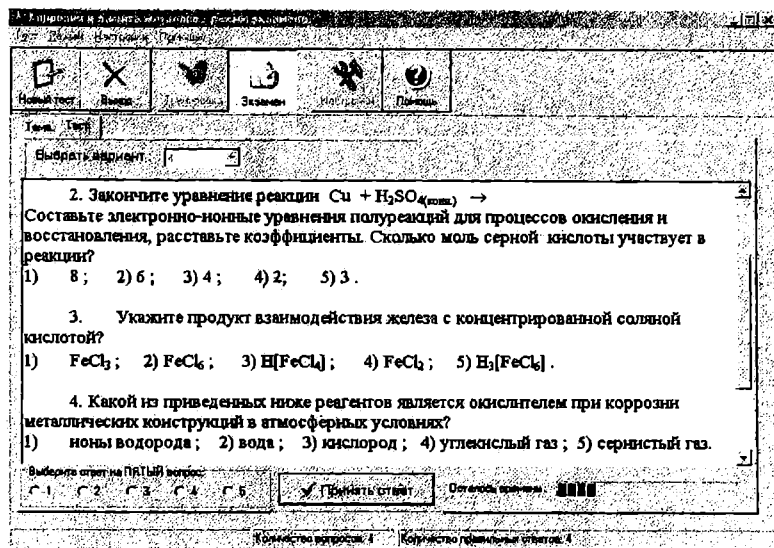 Новый тест Выход Экзамен Настройки Помощь
Тема: Тест
Выбрать вариант: 4
2. Закончите уравнение реакции Cu + H₂SO₄(конц.) →
Составьте электронно-ионные уравнения полуреакций для процессов окисления и
восстановления, расставьте коэффициенты. Сколько моль серной кислоты участвует в
реакции?
1) 8 ; 2) 6 ; 3) 4 ; 4) 2; 5) 3 .
3. Укажите продукт взаимодействия железа с концентрированной соляной
кислотой?
1) FeCl₃ ; 2) FeCl₆ ; 3) H[FeCl₄] ; 4) FeCl₂ ; 5) H₃[FeCl₆] .
4. Какой из приведенных ниже реагентов является окислителем при коррозии
металлических конструкций в атмосферных условиях?
1) ионы водорода ; 2) вода ; 3) кислород ; 4) углекислый газ ; 5) сернистый газ.
Выберите ответ на ПЯТЫЙ вопрос:
1 2 3 4 5 Принять ответ Осталось времени:
Количество вопросов: 4 Количество правильных ответов: 4